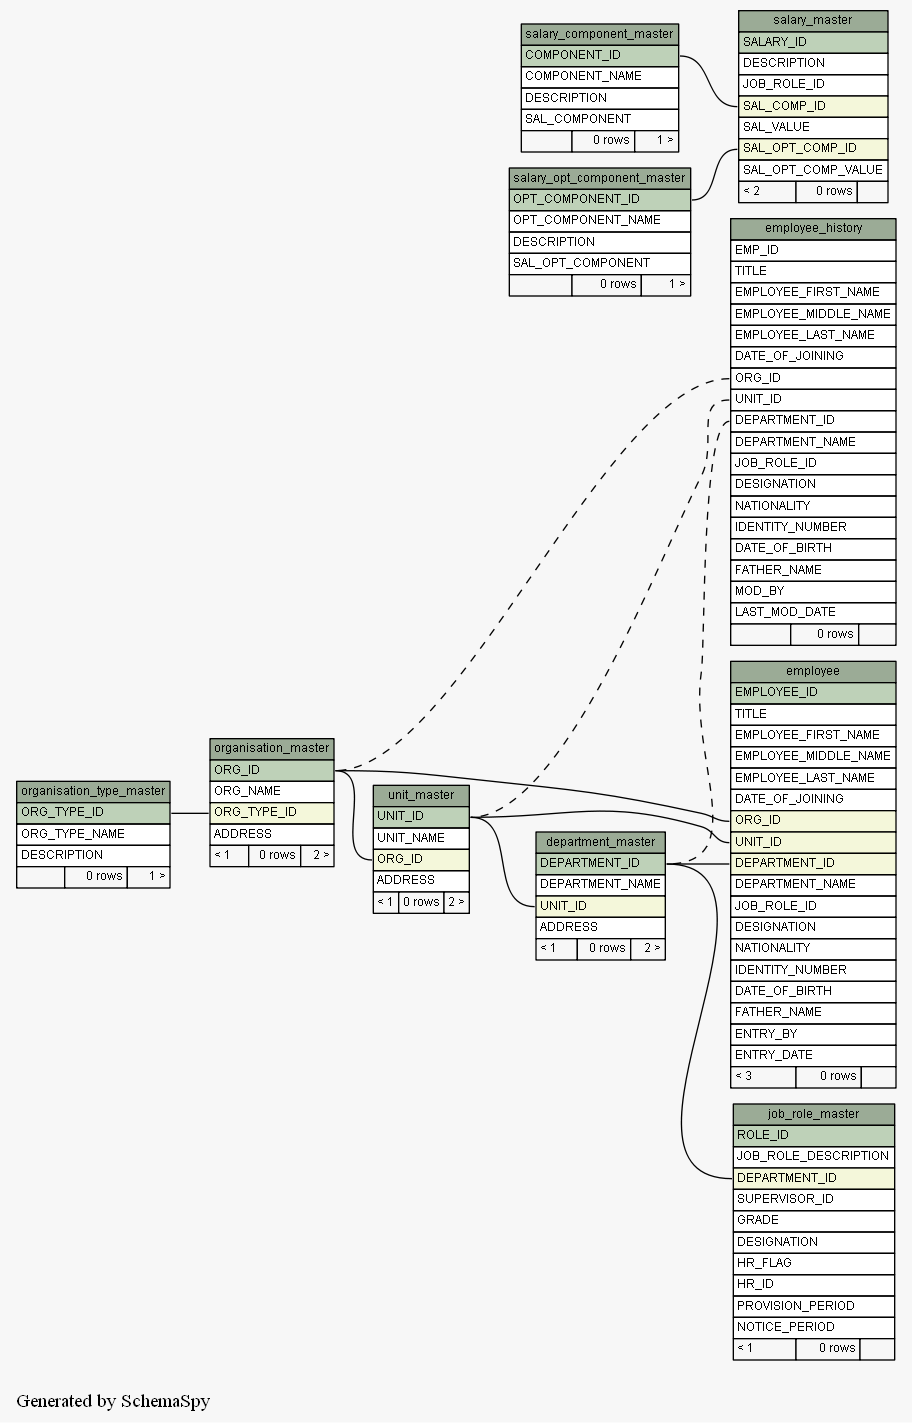 salary_component_master
COMPONENT_ID
COMPONENT_NAME
DESCRIPTION
SAL_COMPONENT
0 rows 1 >
salary_master
SALARY_ID
DESCRIPTION
JOB_ROLE_ID
SAL_COMP_ID
SAL_VALUE
SAL_OPT_COMP_ID
SAL_OPT_COMP_VALUE
< 2 0 rows
salary_opt_component_master
OPT_COMPONENT_ID
OPT_COMPONENT_NAME
DESCRIPTION
SAL_OPT_COMPONENT
0 rows 1 >
employee_history
EMP_ID
TITLE
EMPLOYEE_FIRST_NAME
EMPLOYEE_MIDDLE_NAME
EMPLOYEE_LAST_NAME
DATE_OF_JOINING
ORG_ID
UNIT_ID
DEPARTMENT_ID
DEPARTMENT_NAME
JOB_ROLE_ID
DESIGNATION
NATIONALITY
IDENTITY_NUMBER
DATE_OF_BIRTH
FATHER_NAME
MOD_BY
LAST_MOD_DATE
0 rows
organisation_type_master
ORG_TYPE_ID
ORG_TYPE_NAME
DESCRIPTION
0 rows 1 >
organisation_master
ORG_ID
ORG_NAME
ORG_TYPE_ID
ADDRESS
< 1 0 rows 2 >
unit_master
UNIT_ID
UNIT_NAME
ORG_ID
ADDRESS
< 1 0 rows 2 >
department_master
DEPARTMENT_ID
DEPARTMENT_NAME
UNIT_ID
ADDRESS
< 1 0 rows 2 >
employee
EMPLOYEE_ID
TITLE
EMPLOYEE_FIRST_NAME
EMPLOYEE_MIDDLE_NAME
EMPLOYEE_LAST_NAME
DATE_OF_JOINING
ORG_ID
UNIT_ID
DEPARTMENT_ID
DEPARTMENT_NAME
JOB_ROLE_ID
DESIGNATION
NATIONALITY
IDENTITY_NUMBER
DATE_OF_BIRTH
FATHER_NAME
ENTRY_BY
ENTRY_DATE
< 3 0 rows
job_role_master
ROLE_ID
JOB_ROLE_DESCRIPTION
DEPARTMENT_ID
SUPERVISOR_ID
GRADE
DESIGNATION
HR_FLAG
HR_ID
PROVISION_PERIOD
NOTICE_PERIOD
< 1 0 rows
Generated by SchemaSpy